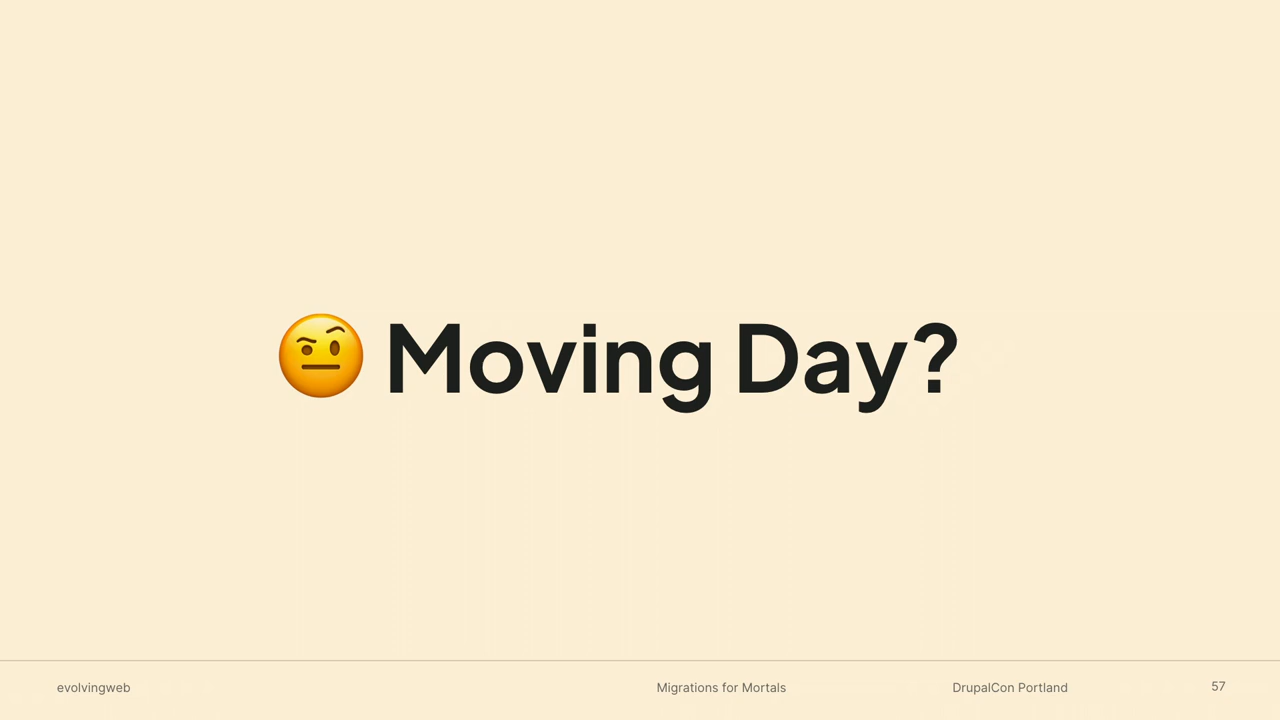 🤨 Moving Day?
evolvingweb
Migrations for Mortals
DrupalCon Portland
57